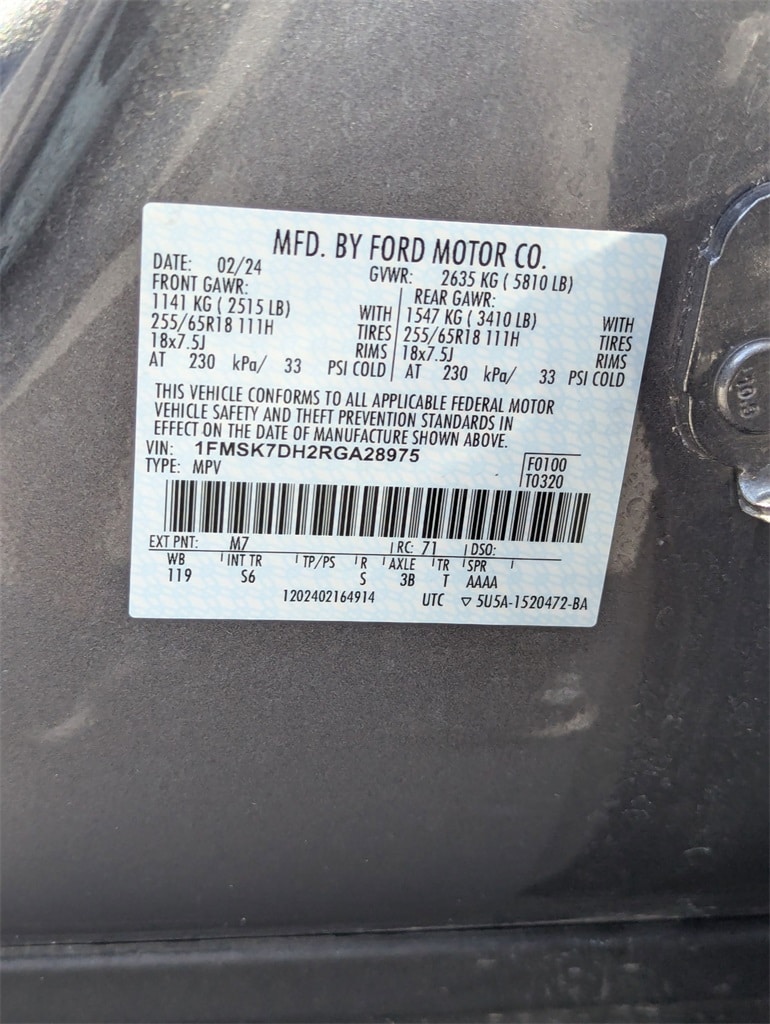 MFD. BY FORD MOTOR CO.
DATE: 02/24 GVWR: 2635 KG ( 5810 LB)
FRONT GAWR: REAR GAWR:
1141 KG ( 2515 LB) WITH 1547 KG ( 3410 LB) WITH
255/65R18 111H TIRES 255/65R18 111H TIRES
18x7.5J RIMS 18x7.5J RIMS
AT 230 kPa/ 33 PSI COLD AT 230 kPa/ 33 PSI COLD
THIS VEHICLE CONFORMS TO ALL APPLICABLE FEDERAL MOTOR
VEHICLE SAFETY AND THEFT PREVENTION STANDARDS IN
EFFECT ON THE DATE OF MANUFACTURE SHOWN ABOVE.
VIN: 1FMSK7DH2RGA28975 F0100
TYPE: MPV T0320
EXT PNT: M7 RC: 71 DSO:
WB INT TR TP/PS R AXLE TR SPR
119 S6 S 3B T AAAA
1202402164914 UTC ▽ 5U5A-1520472-BA